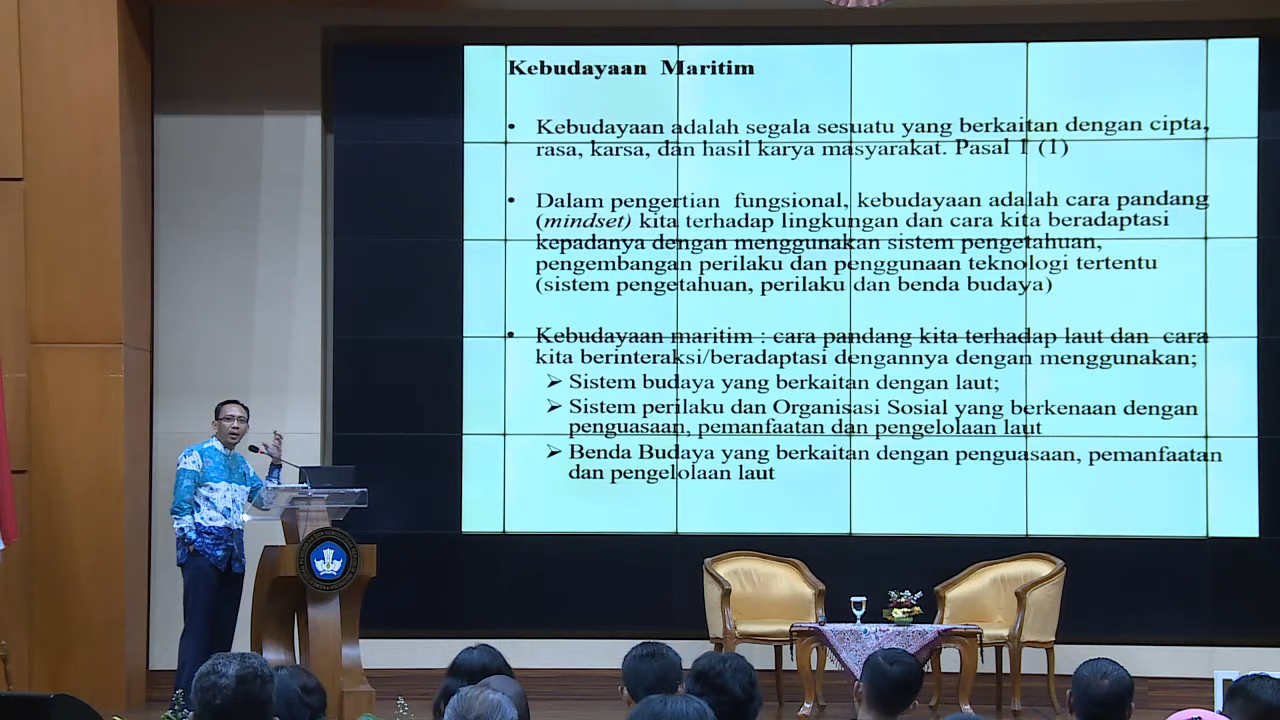 Kebudayaan Maritim
• Kebudayaan adalah segala sesuatu yang berkaitan dengan cipta,
rasa, karsa, dan hasil karya masyarakat. Pasal 1 (1)
• Dalam pengertian fungsional, kebudayaan adalah cara pandang
(mindset) kita terhadap lingkungan dan cara kita beradaptasi
kepadanya dengan menggunakan sistem pengetahuan,
pengembangan perilaku dan penggunaan teknologi tertentu
(sistem pengetahuan, perilaku dan benda budaya)
• Kebudayaan maritim : cara pandang kita terhadap laut dan cara
kita berinteraksi/beradaptasi dengannya dengan menggunakan;
➢ Sistem budaya yang berkaitan dengan laut;
➢ Sistem perilaku dan Organisasi Sosial yang berkenaan dengan
penguasaan, pemanfaatan dan pengelolaan laut
➢ Benda Budaya yang berkaitan dengan penguasaan, pemanfaatan
dan pengelolaan laut